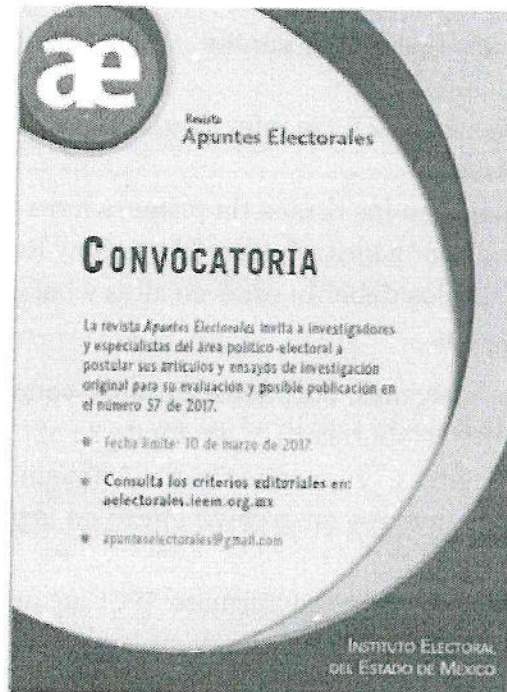 ae
Revista
Apuntes Electorales
CONVOCATORIA
La revista Apuntes Electorales invita a investigadores
y especialistas del área político-electoral a
postular sus artículos y ensayos de investigación
original para su evaluación y posible publicación en
el número 57 de 2017.
Fecha límite: 10 de marzo de 2017.
Consulta los criterios editoriales en:
aelectorales.ieem.org.mx
apunteselectorales@gmail.com
INSTITUTO ELECTORAL
DEL ESTADO DE MÉXICO